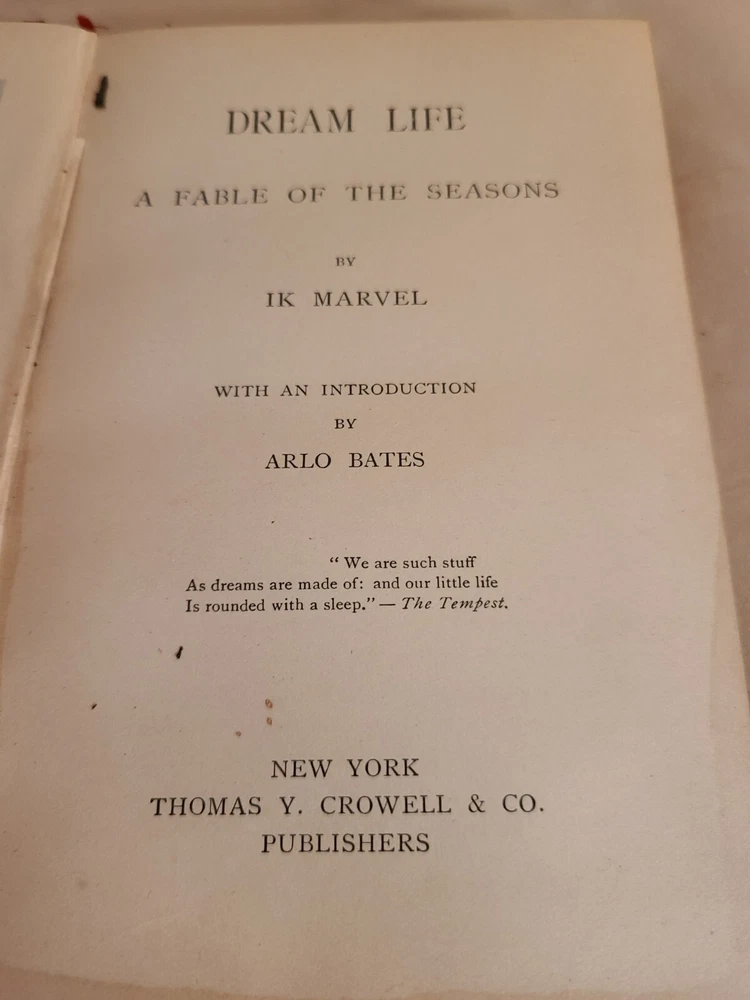 DREAM LIFE
A FABLE OF THE SEASONS
BY
IK MARVEL
WITH AN INTRODUCTION
BY
ARLO BATES
“ We are such stuff
As dreams are made of: and our little life
Is rounded with a sleep.” — The Tempest.
NEW YORK
THOMAS Y. CROWELL & CO.
PUBLISHERS